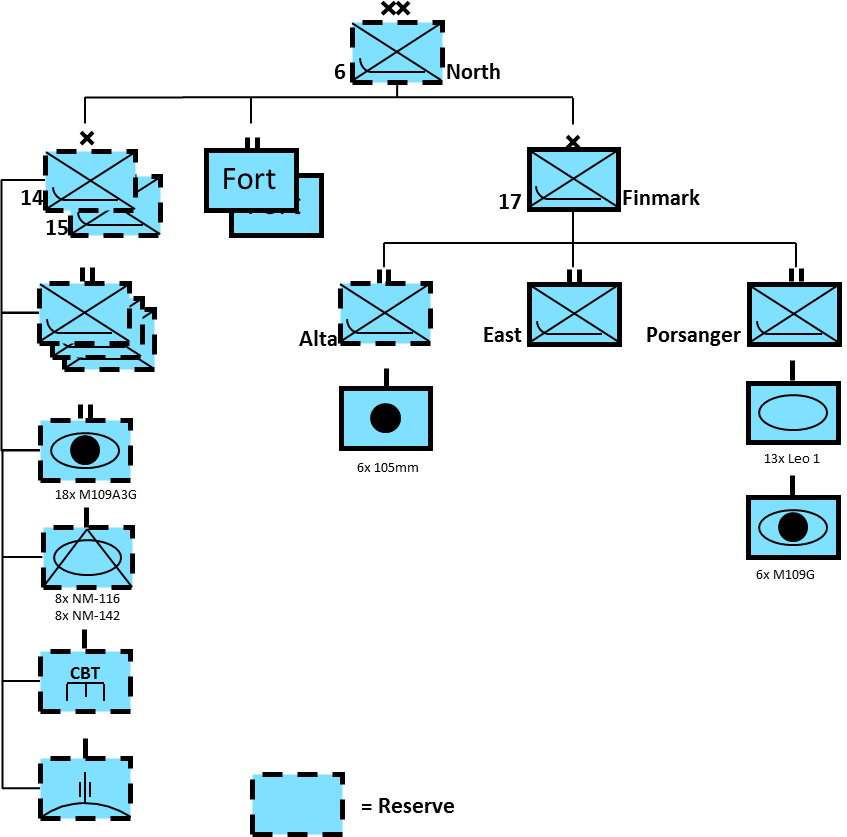 6 North
14
15
Fort
17 Finmark
Alta
East
Porsanger
6x 105mm
13x Leo 1
18x M109A3G
6x M109G
8x NM-116
8x NM-142
CBT
= Reserve